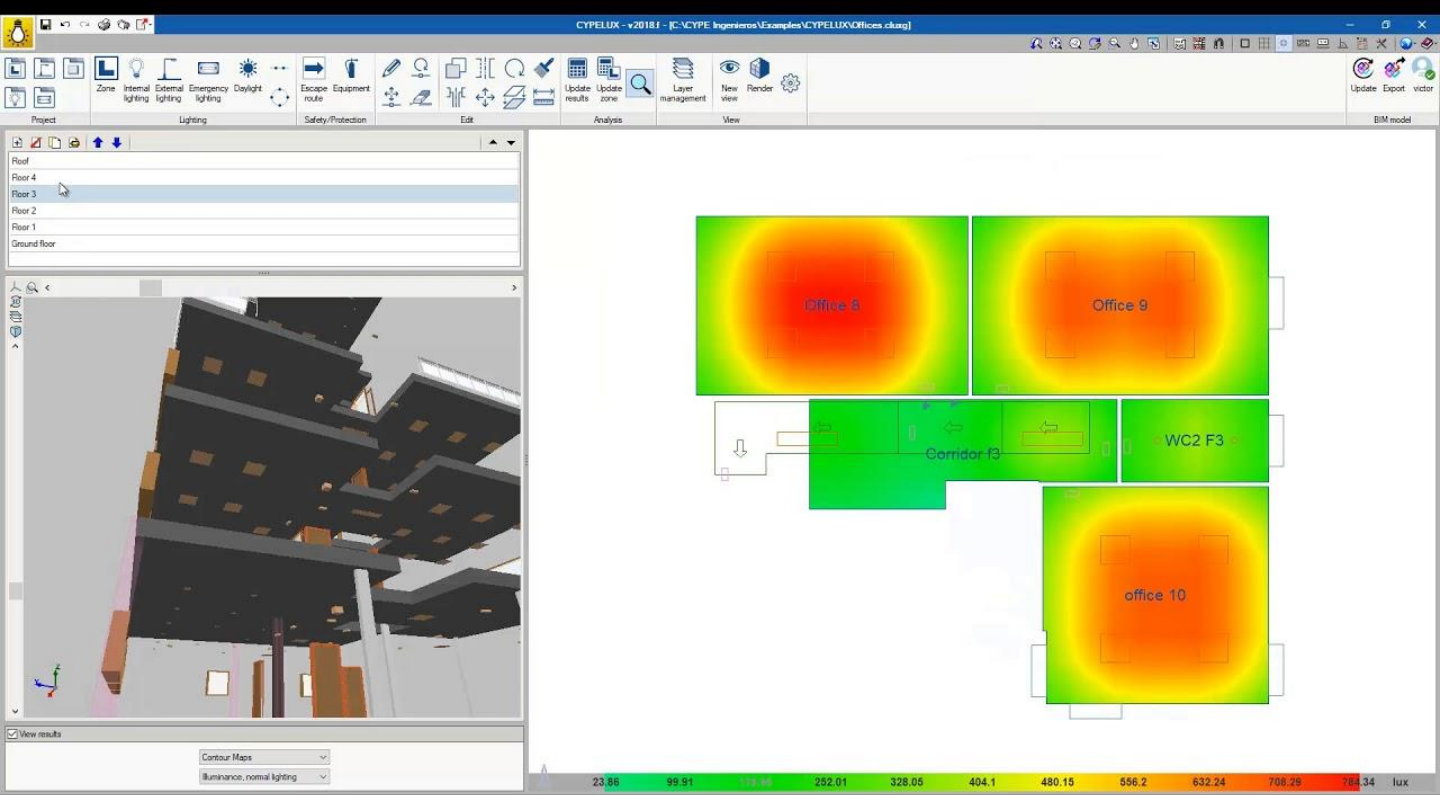 CYPELUX - v2018.f - [C:\CYPE Ingenieros\Examples\CYPELUX\Offices.cluxg]
Zone
Internal lighting
External lighting
Emergency lighting
Daylight
Escape route
Equipment
Update results
Update zone
Layer management
New view
Render
Update
Export
victor
Project
Lighting
Safety/Protection
Edit
Analysis
View
BIM model
Roof
Floor 4
Floor 3
Floor 2
Floor 1
Ground floor
Office 8
Office 9
Corridor f3
WC2 F3
office 10
View results
Contour Maps
Illuminance, normal lighting
23.86 99.91 252.01 328.05 404.1 480.15 556.2 632.24 708.29 784.34 lux